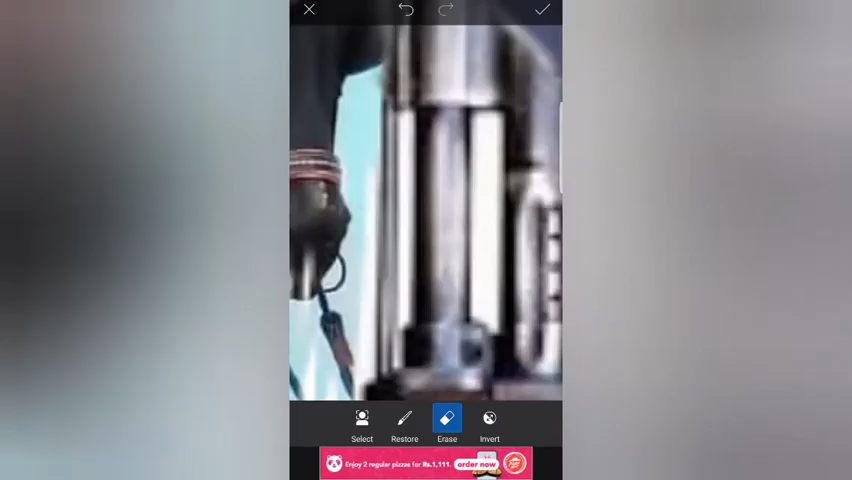 Select Restore Erase Invert
Enjoy 2 regular pizzas for Rs.1,111. order now